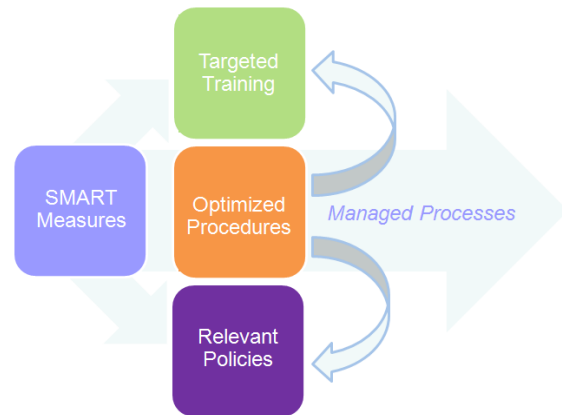 Targeted
Training
SMART
Measures
Optimized
Procedures
Managed Processes
Relevant
Policies